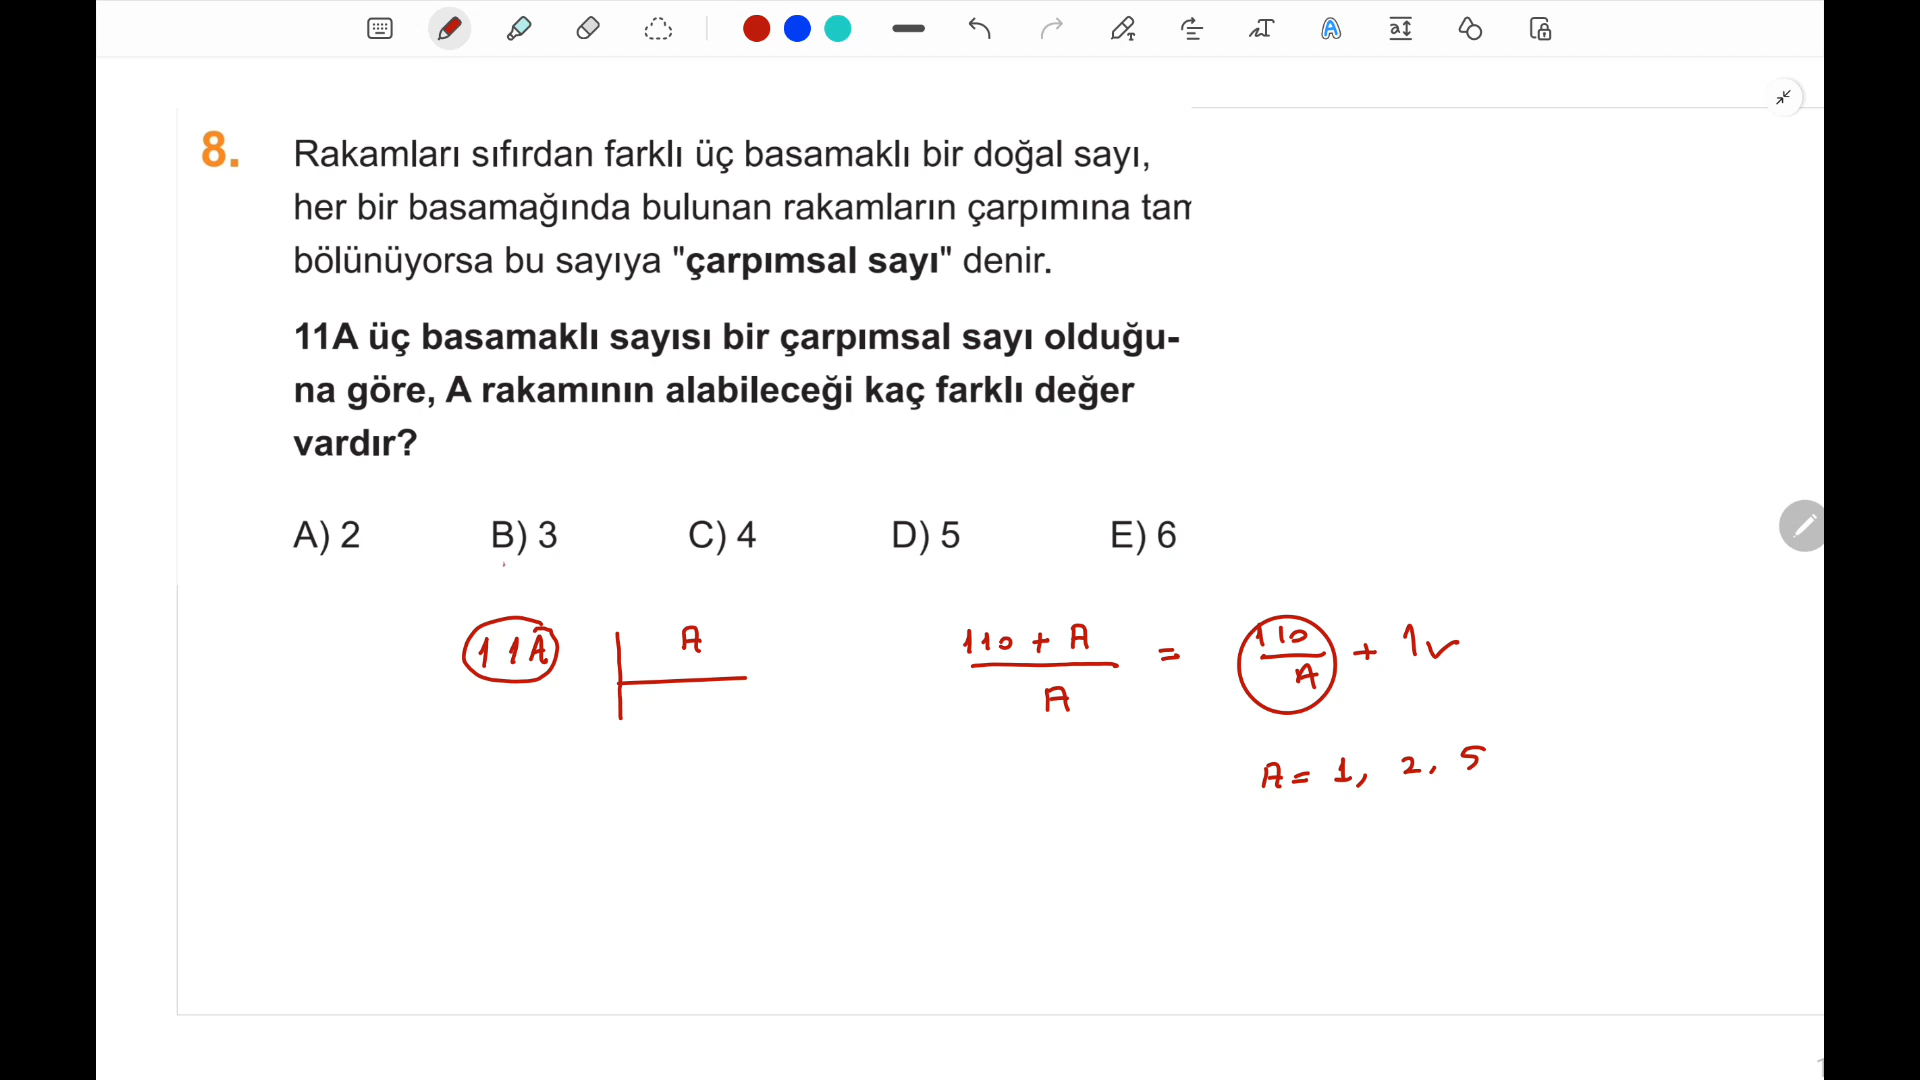 8. Rakamları sıfırdan farklı üç basamaklı bir doğal sayı,
her bir basamağında bulunan rakamların çarpımına tam
bölünüyorsa bu sayıya "çarpımsal sayı" denir.
11A üç basamaklı sayısı bir çarpımsal sayı olduğu-
na göre, A rakamının alabileceği kaç farklı değer
vardır?
A) 2 B) 3 C) 4 D) 5 E) 6
11A | A
110 + A / A = 110 / A + 1 ✓
A = 1, 2, 5